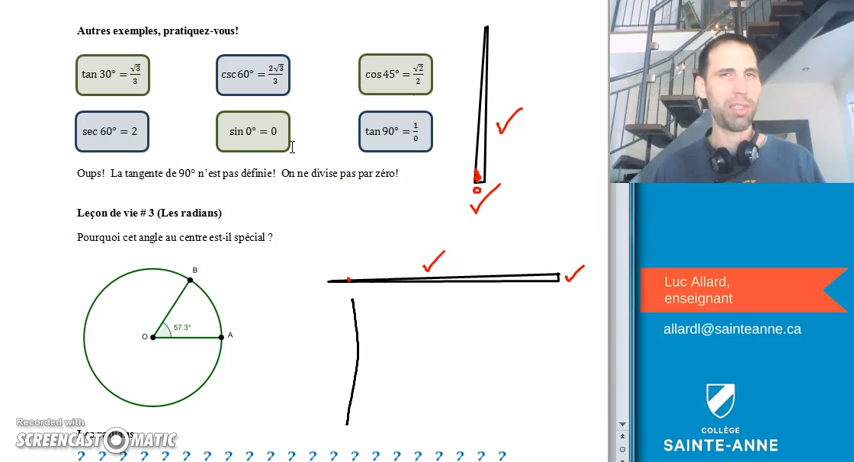 Autres exemples, pratiquez-vous!
tan 30° = √3/3
csc60° = 2√3/3
cos 45° = √2/2
sec 60° = 2
sin 0° = 0
tan 90° = 1/0
Oups! La tangente de 90° n'est pas définie! On ne divise pas par zéro!
Leçon de vie # 3 (Les radians)
Pourquoi cet angle au centre est-il spécial ?
B
57.3°
O
A
Luc Allard,
enseignant
allardl@sainteanne.ca
COLLÈGE
SAINTE-ANNE
Recorded with
SCREENCAST-O-MATIC
? ? ? ? ? ? ? ? ? ? ? ? ? ? ? ? ? ? ? ? ?